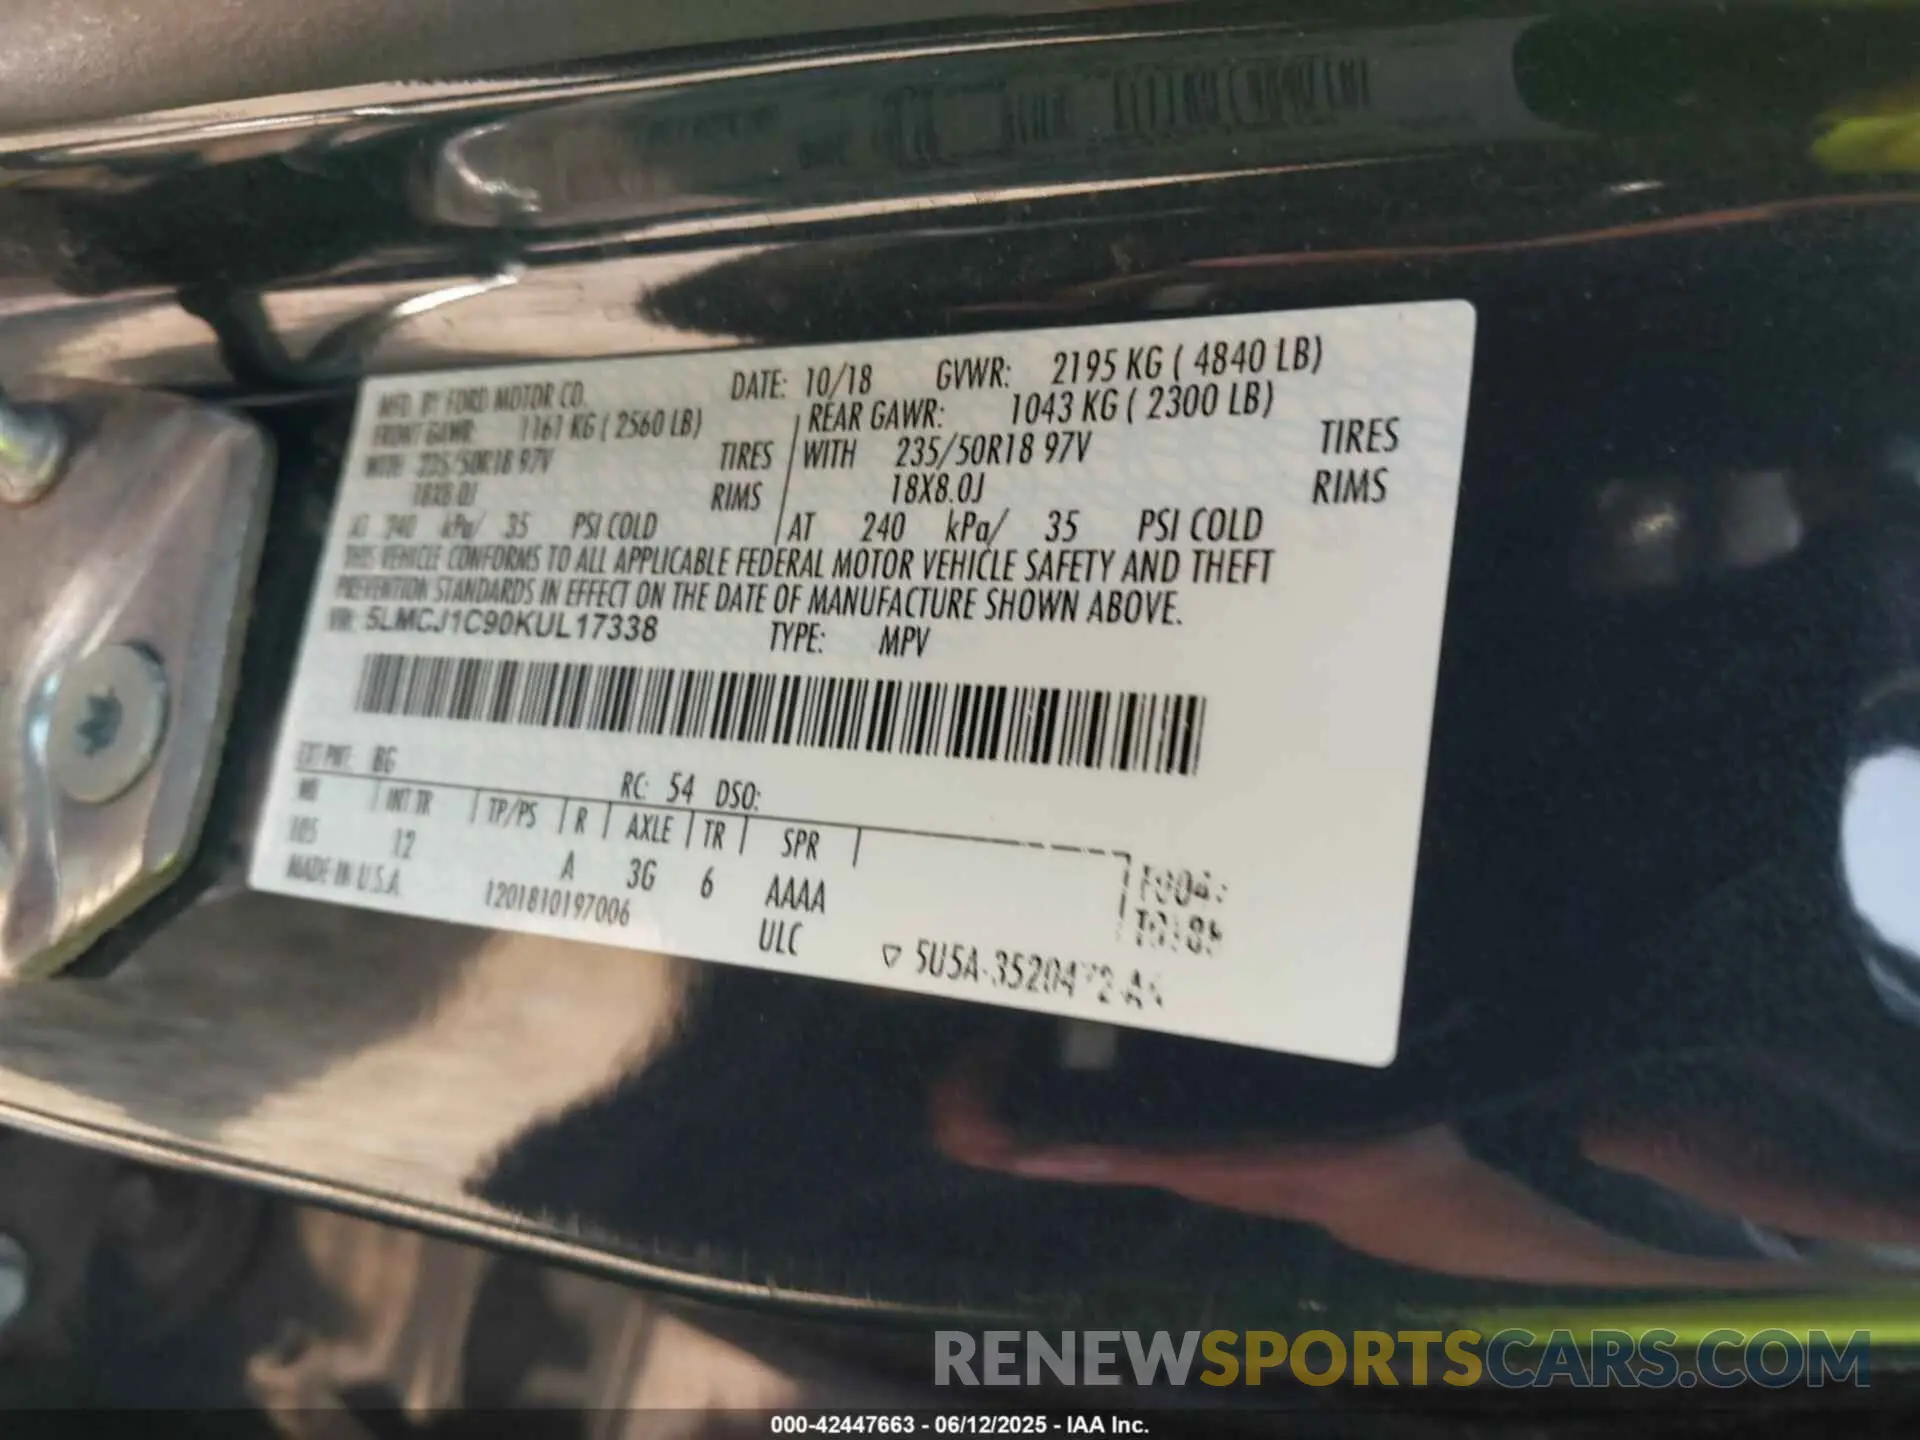 MFD. BY FORD MOTOR CO. DATE: 10/18 GVWR: 2195 KG ( 4840 LB)
FRONT GAWR: 1161 KG ( 2560 LB) REAR GAWR: 1043 KG ( 2300 LB)
WITH 235/50R18 97V TIRES WITH 235/50R18 97V TIRES
18X8.0J RIMS 18X8.0J RIMS
AT 240 kPa/ 35 PSI COLD AT 240 kPa/ 35 PSI COLD
THIS VEHICLE CONFORMS TO ALL APPLICABLE FEDERAL MOTOR VEHICLE SAFETY AND THEFT
PREVENTION STANDARDS IN EFFECT ON THE DATE OF MANUFACTURE SHOWN ABOVE.
VIN: 5LMCJ1C90KUL17338 TYPE: MPV
EXT PNT: BG RC: 54 DSO:
WB INT TR TP/PS R AXLE TR SPR
105 12 A 3G 6 AAAA
MADE IN U.S.A. 1201810197006 ULC
5U5A-3520472-
RENEWSPORTSCARS.COM
000-42447663 - 06/12/2025 - IAA Inc.